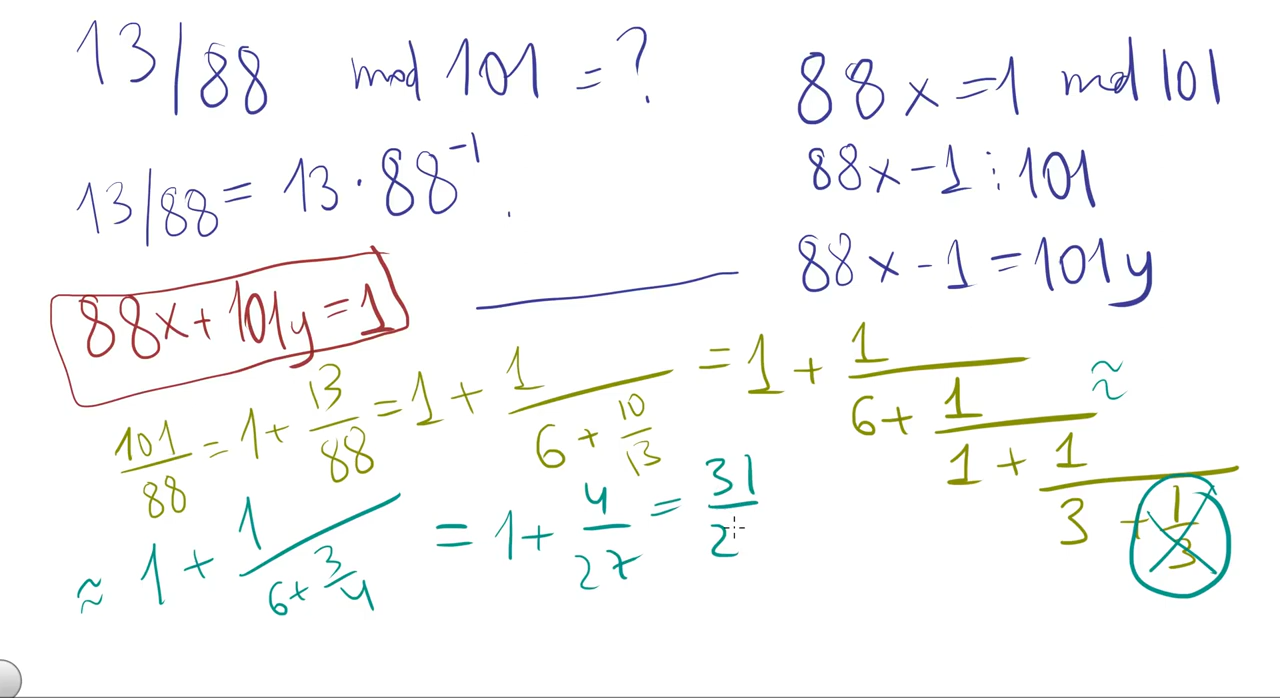 13/88 mod 101 = ?
13/88 = 13 · 88⁻¹ .
88x = 1 mod 101
88x - 1 ⋮ 101
88x - 1 = 101y
88x + 101y = 1
101/88 = 1 + 13/88 = 1 + 1/(6 + 10/13) = 1 + 1/(6 + 1/(1 + 1/(3 + 1/3))) ≈
≈ 1 + 1/(6 + 3/4) = 1 + 4/27 = 31/2